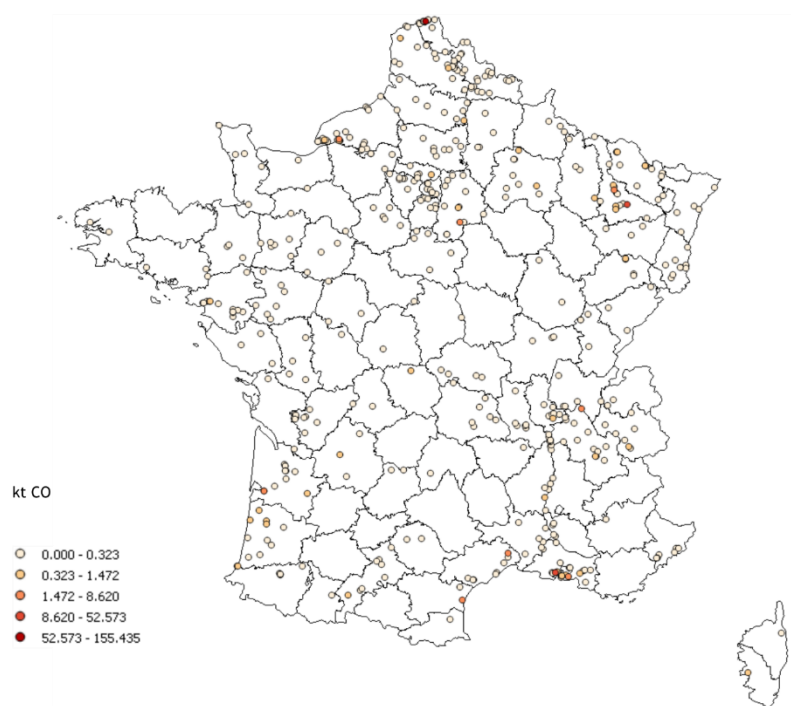 kt CO
0.000 - 0.323
0.323 - 1.472
1.472 - 8.620
8.620 - 52.573
52.573 - 155.435